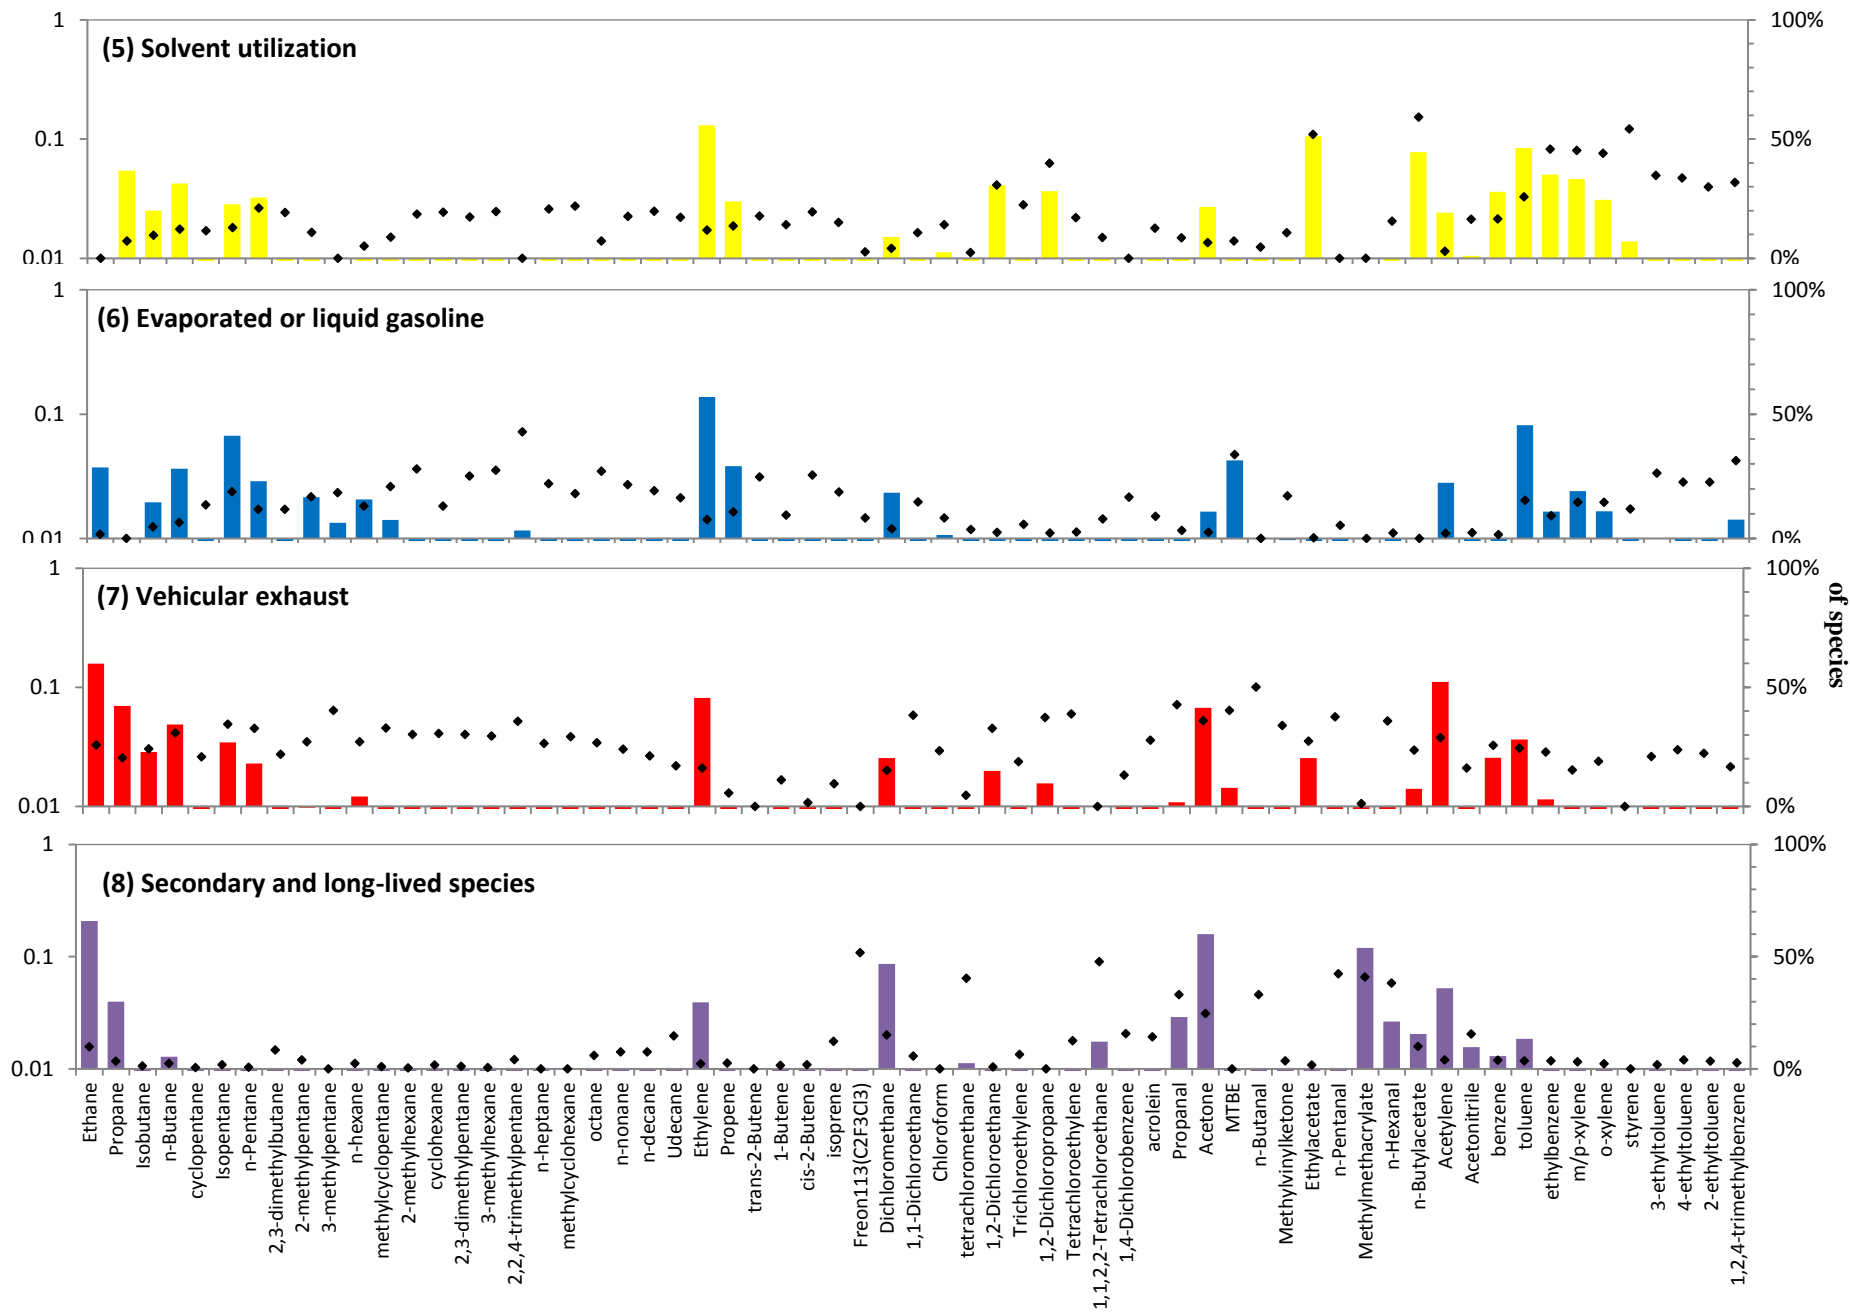 1
0.1
0.01
(5) Solvent utilization
100%
50%
0%
1
0.1
0.01
(6) Evaporated or liquid gasoline
100%
50%
0%
1
0.1
0.01
(7) Vehicular exhaust
100%
50%
0%
of species
1
0.1
0.01
(8) Secondary and long-lived species
100%
50%
0%
Ethane
Propane
Isobutane
n-Butane
cyclopentane
Isopentane
n-Pentane
2,3-dimethylbutane
2-methylpentane
3-methylpentane
n-hexane
methylcyclopentane
2-methylhexane
cyclohexane
2,3-dimethylpentane
3-methylhexane
2,2,4-trimethylpentane
n-heptane
methylcyclohexane
octane
n-nonane
n-decane
Udecane
Ethylene
Propene
trans-2-Butene
1-Butene
cis-2-Butene
isoprene
Freon113(C2F3Cl3)
Dichloromethane
1,1-Dichloroethane
Chloroform
tetrachloromethane
1,2-Dichloroethane
Trichloroethylene
1,2-Dichloropropane
Tetrachloroethylene
1,1,2,2-Tetrachloroethane
1,4-Dichlorobenzene
acrolein
Propanal
Acetone
MTBE
n-Butanal
Methylvinylketone
Ethylacetate
n-Pentanal
Methylmethacrylate
n-Hexanal
n-Butylacetate
Acetylene
Acetonitrile
benzene
toluene
ethylbenzene
m/p-xylene
o-xylene
styrene
3-ethyltoluene
4-ethyltoluene
2-ethyltoluene
1,2,4-trimethylbenzene